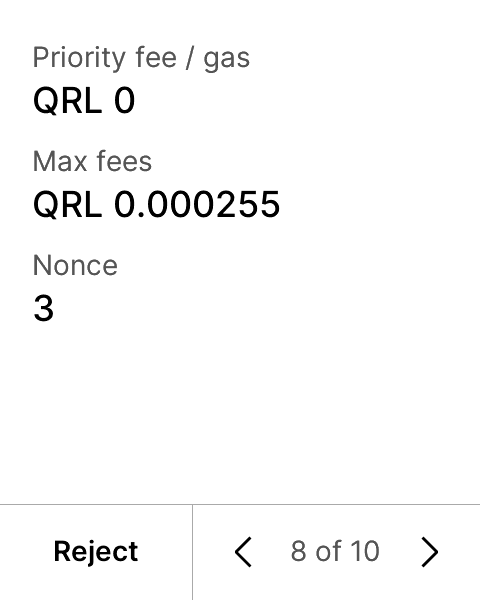 Priority fee / gas
QRL 0
Max fees
QRL 0.000255
Nonce
3
Reject
8 of 10